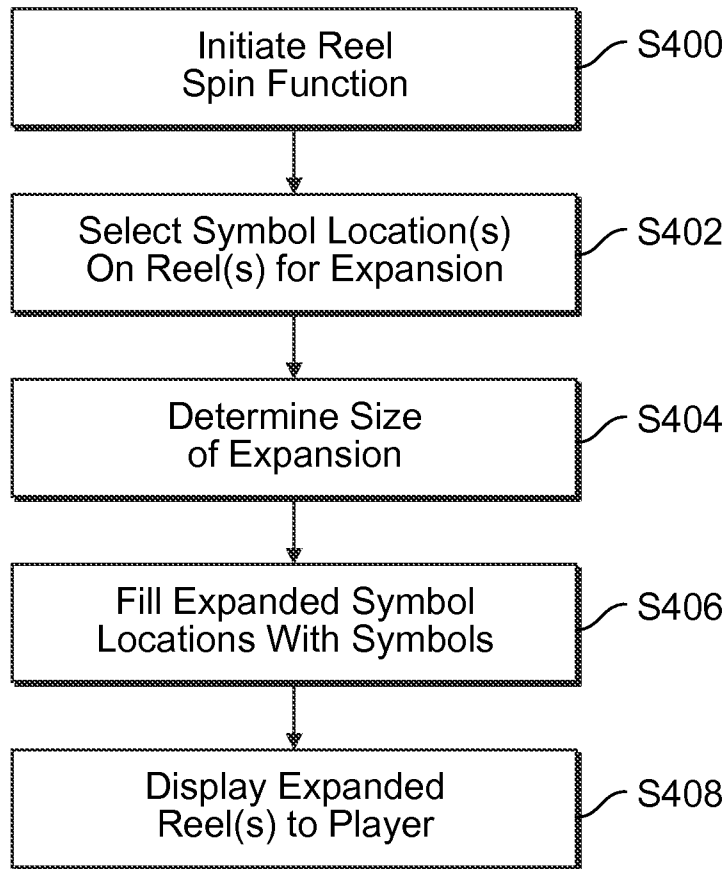 Initiate Reel
Spin Function
S400
Select Symbol Location(s)
On Reel(s) for Expansion
S402
Determine Size
of Expansion
S404
Fill Expanded Symbol
Locations With Symbols
S406
Display Expanded
Reel(s) to Player
S408